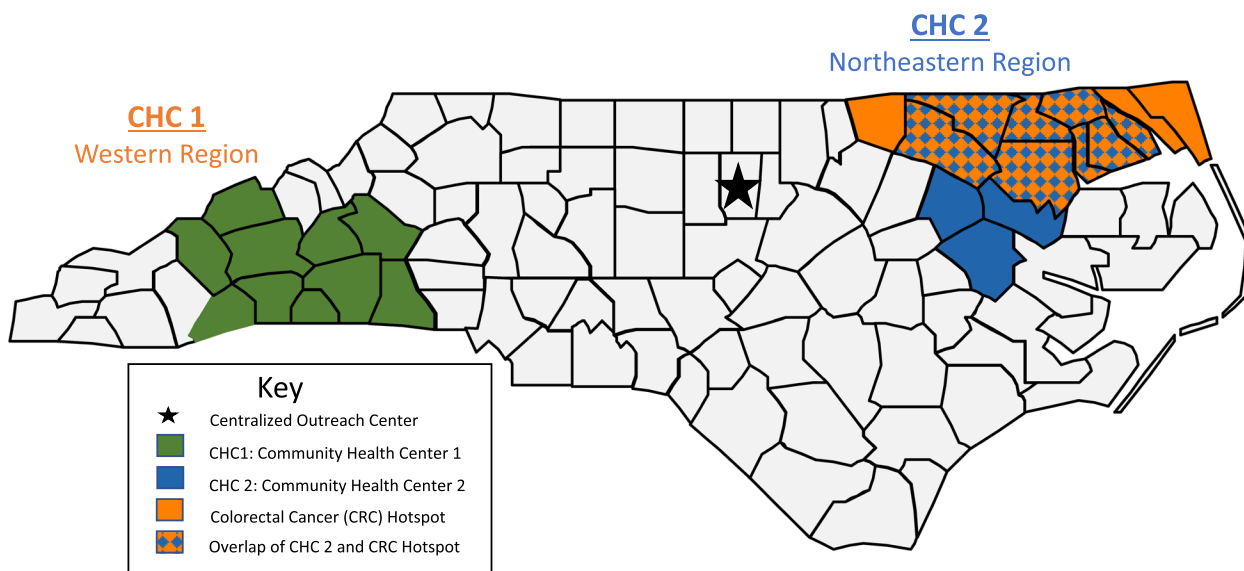 CHC 2
Northeastern Region
CHC 1
Western Region
Key
Centralized Outreach Center
CHC1: Community Health Center 1
CHC 2: Community Health Center 2
Colorectal Cancer (CRC) Hotspot
Overlap of CHC 2 and CRC Hotspot